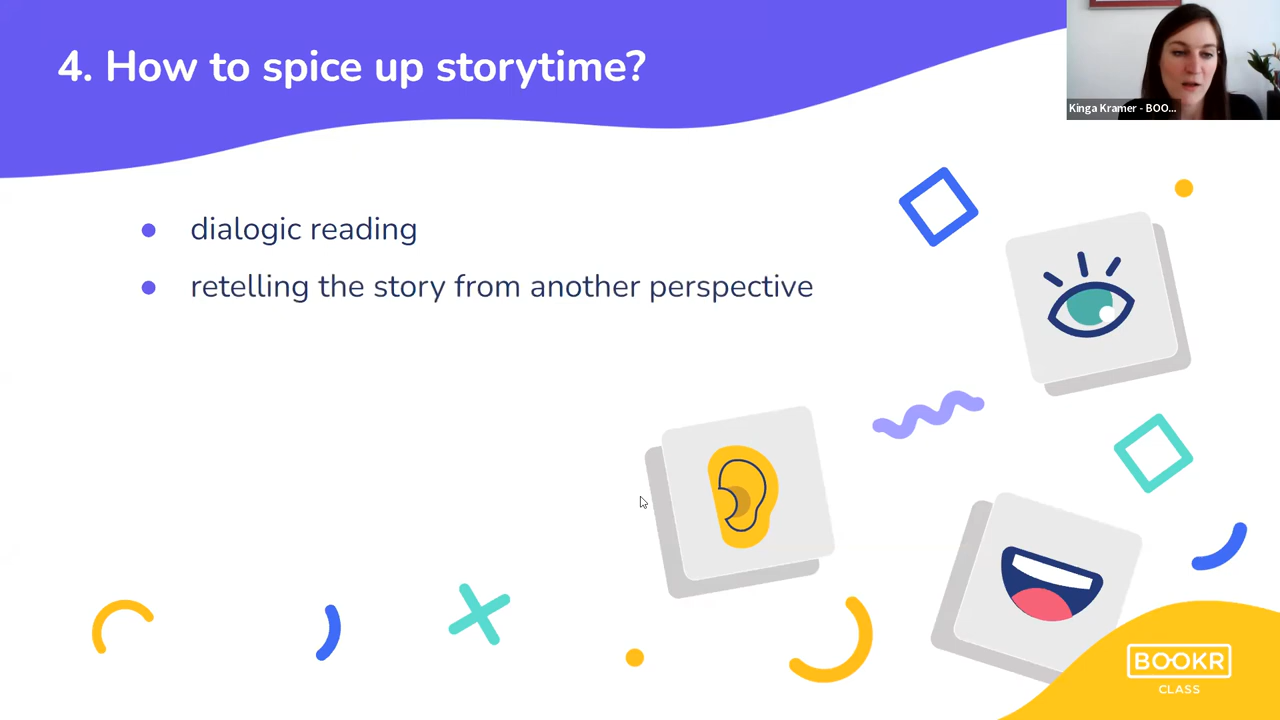 4. How to spice up storytime?
Kinga Kramer - BOO...
● dialogic reading
● retelling the story from another perspective
BOOKR
CLASS